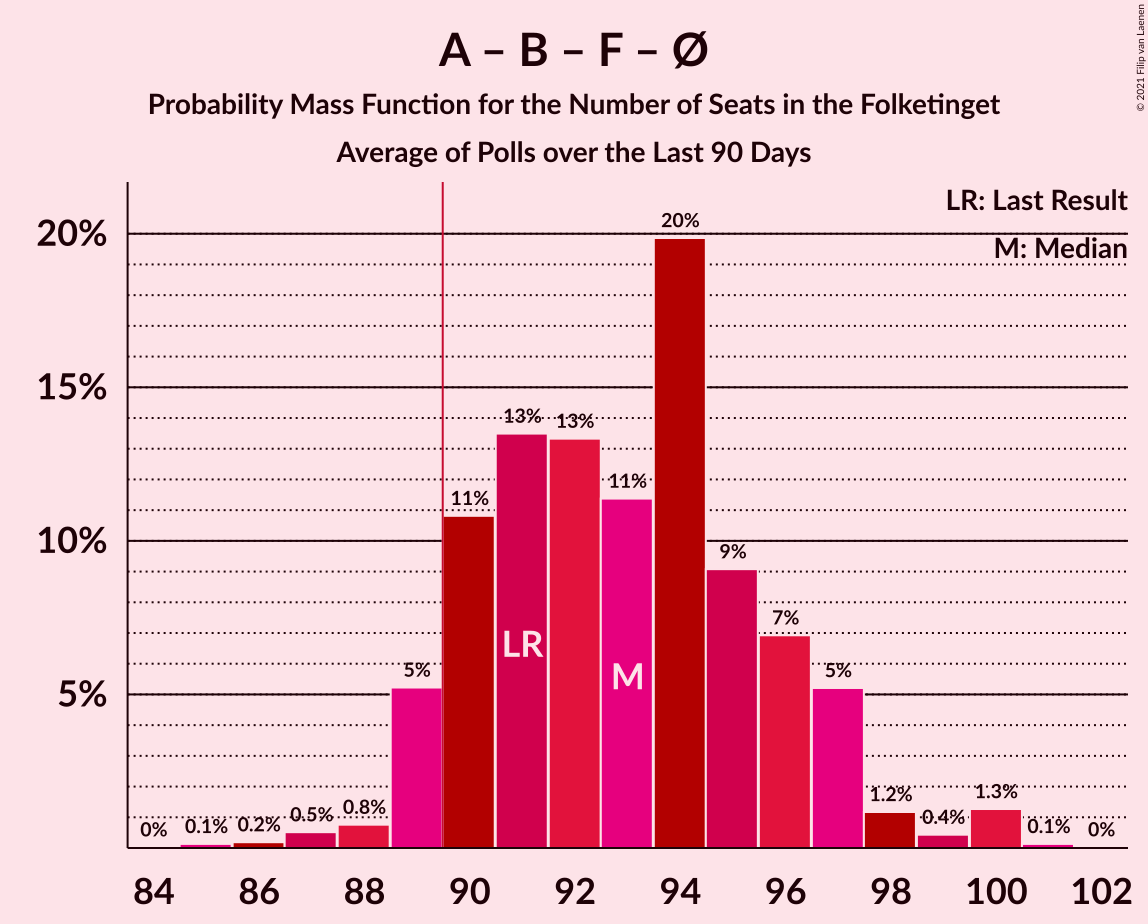 A – B – F – Ø
Probability Mass Function for the Number of Seats in the Folketinget
Average of Polls over the Last 90 Days
© 2021 Filip van Laenen
LR: Last Result
M: Median
20%
15%
10%
5%
0%
0.1%
0.2%
0.5%
0.8%
5%
11%
13%
13%
11%
20%
9%
7%
5%
1.2%
0.4%
1.3%
0.1%
0%
LR
M
84 86 88 90 92 94 96 98 100 102